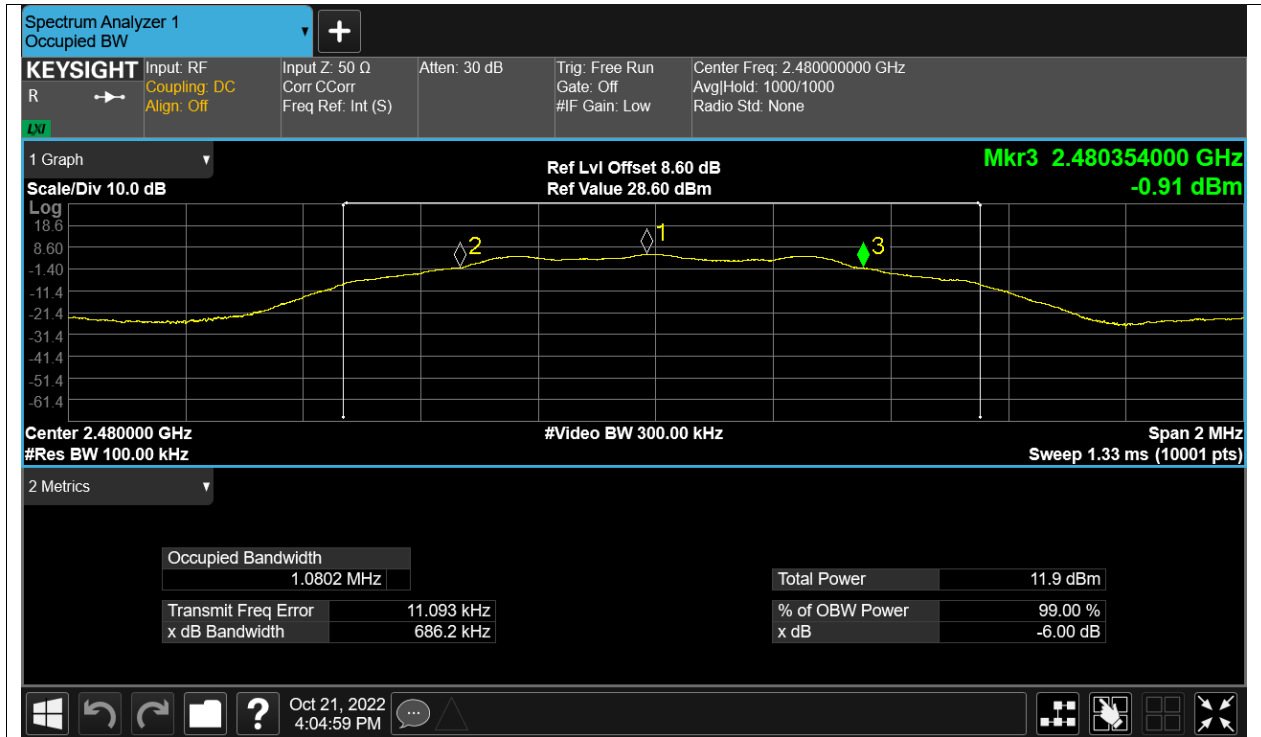 Spectrum Analyzer 1
Occupied BW
KEYSIGHT
R
LXI
Input: RF
Coupling: DC
Align: Off
Input Z: 50 Ω
Corr CCorr
Freq Ref: Int (S)
Atten: 30 dB
Trig: Free Run
Gate: Off
#IF Gain: Low
Center Freq: 2.480000000 GHz
Avg|Hold: 1000/1000
Radio Std: None
1 Graph
Scale/Div 10.0 dB
Ref Lvl Offset 8.60 dB
Ref Value 28.60 dBm
Mkr3 2.480354000 GHz
-0.91 dBm
Log
18.6
8.60
-1.40
-11.4
-21.4
-31.4
-41.4
-51.4
-61.4
2
1
3
Center 2.480000 GHz
#Video BW 300.00 kHz
Span 2 MHz
#Res BW 100.00 kHz
Sweep 1.33 ms (10001 pts)
2 Metrics
Occupied Bandwidth
1.0802 MHz
Total Power 11.9 dBm
Transmit Freq Error 11.093 kHz
% of OBW Power 99.00 %
x dB Bandwidth 686.2 kHz
x dB -6.00 dB
?
Oct 21, 2022
4:04:59 PM